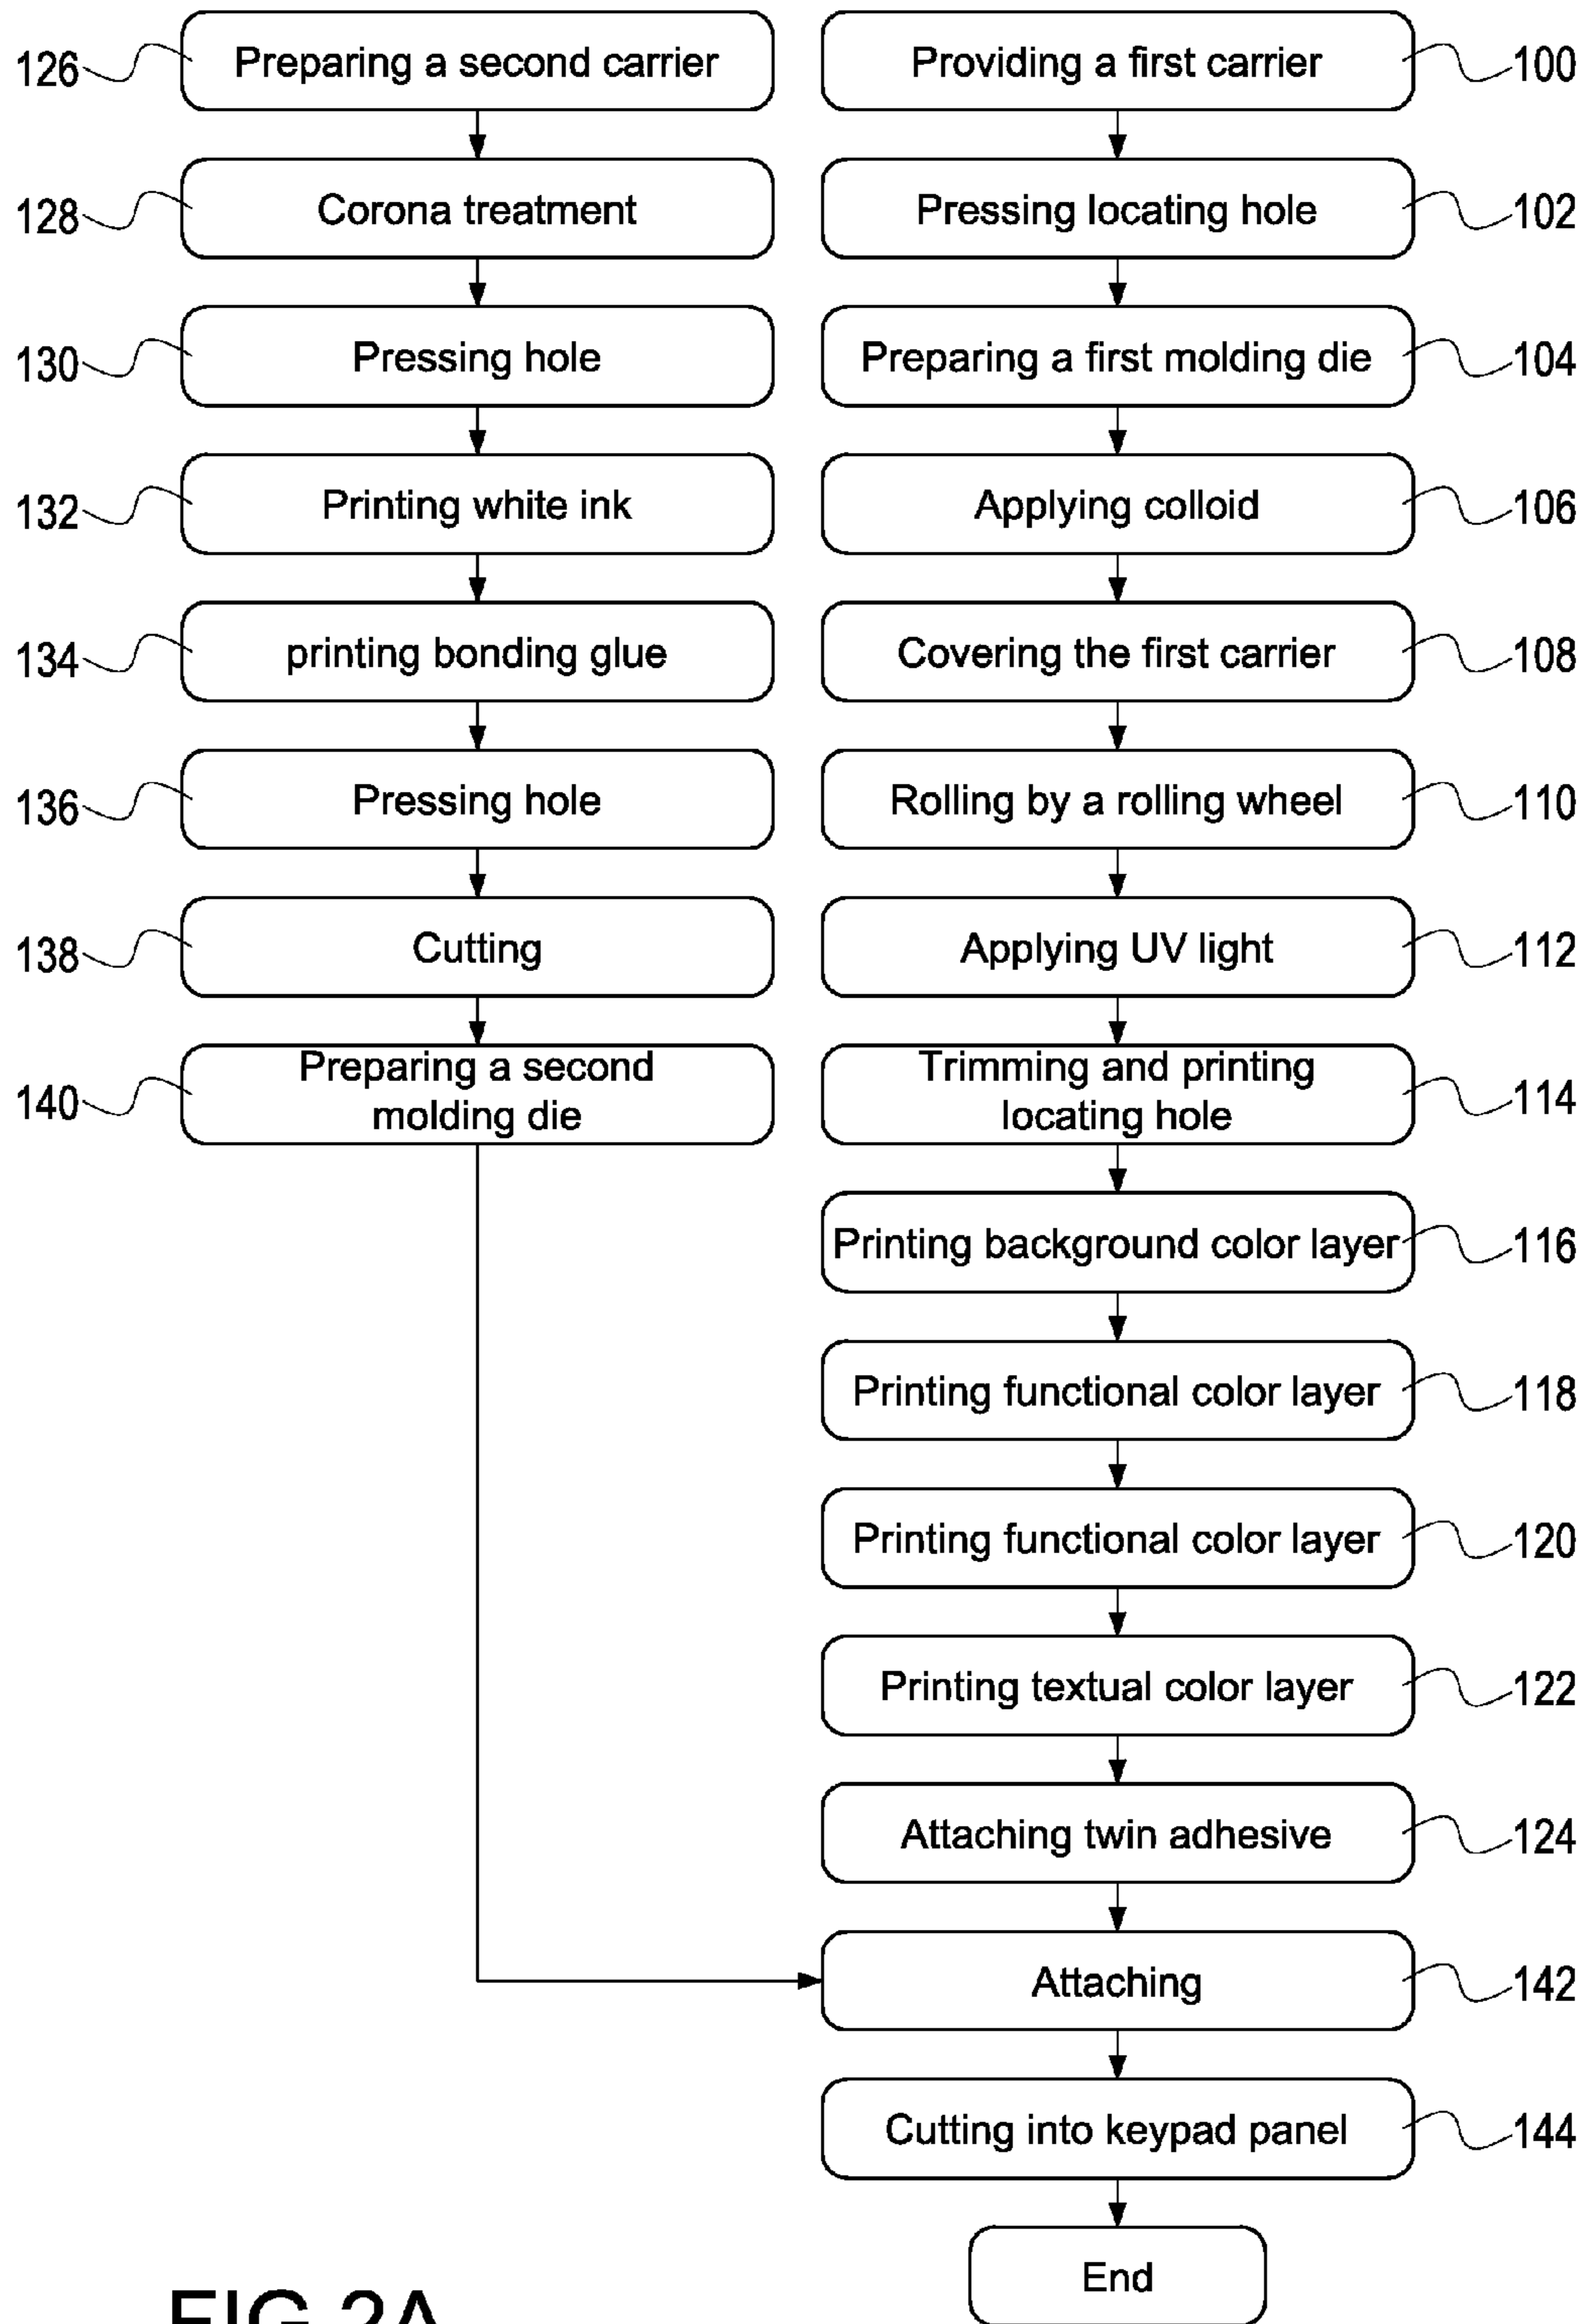 126
Preparing a second carrier
128
Corona treatment
130
Pressing hole
132
Printing white ink
134
printing bonding glue
136
Pressing hole
138
Cutting
140
Preparing a second
molding die
Providing a first carrier
100
Pressing locating hole
102
Preparing a first molding die
104
Applying colloid
106
Covering the first carrier
108
Rolling by a rolling wheel
110
Applying UV light
112
Trimming and printing
locating hole
114
Printing background color layer
116
Printing functional color layer
118
Printing functional color layer
120
Printing textual color layer
122
Attaching twin adhesive
124
Attaching
142
Cutting into keypad panel
144
End
FIG.2A